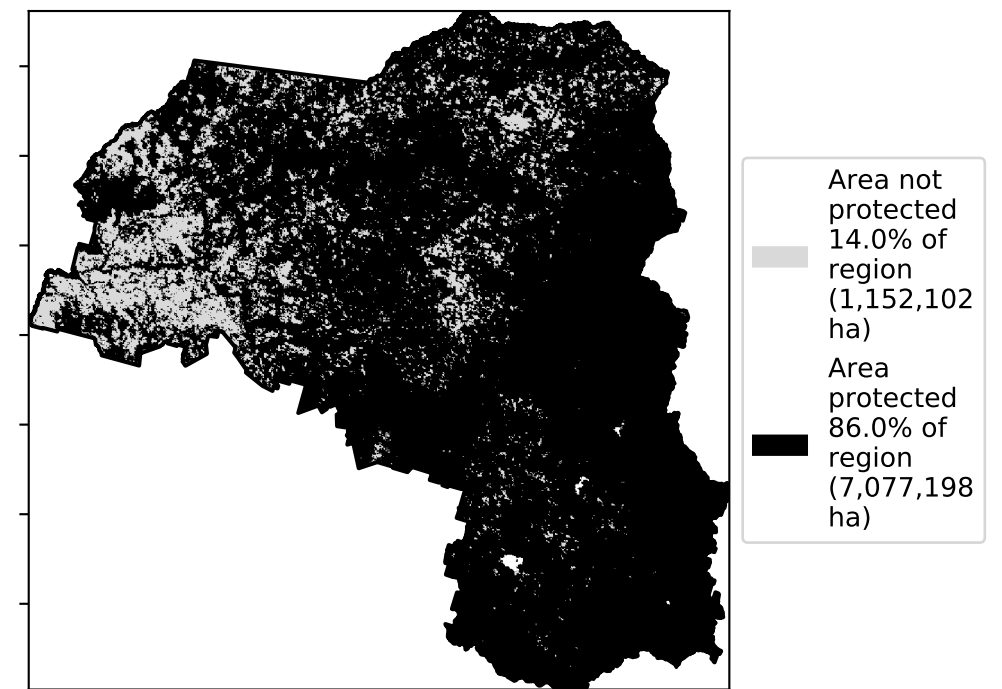 Area not
protected
14.0% of
region
(1,152,102
ha)
Area
protected
86.0% of
region
(7,077,198
ha)